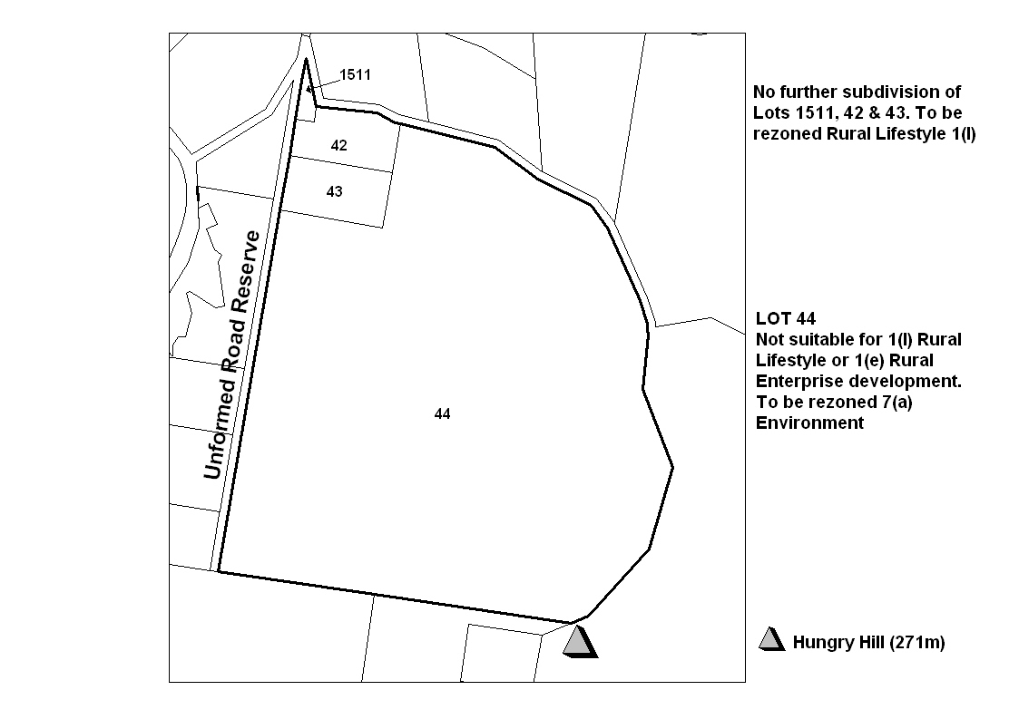 1511
No further subdivision of
Lots 1511, 42 & 43. To be
rezoned Rural Lifestyle 1(l)
42
43
Unformed Road Reserve
LOT 44
Not suitable for 1(l) Rural
Lifestyle or 1(e) Rural
Enterprise development.
To be rezoned 7(a)
Environment
44
Hungry Hill (271m)